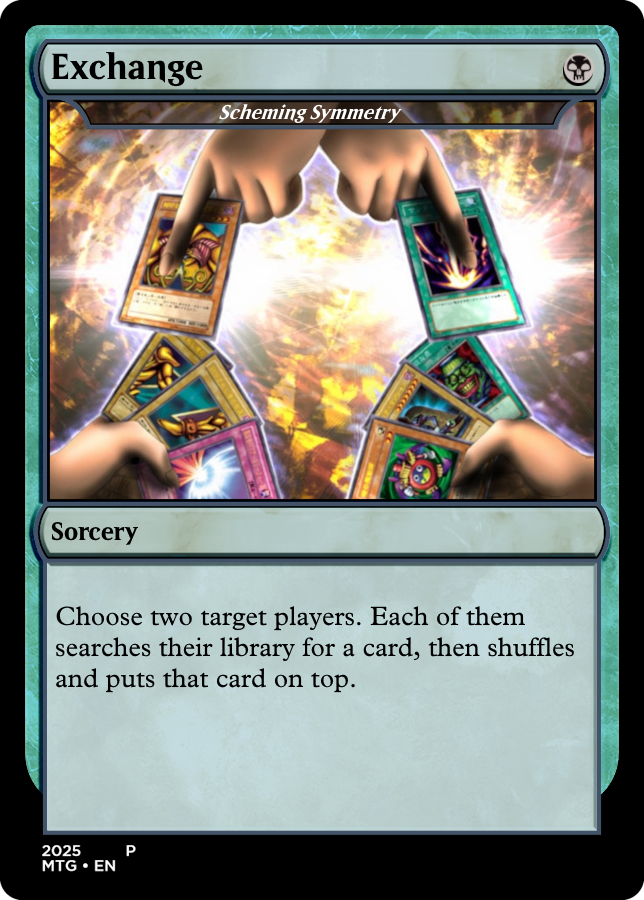 Exchange
Scheming Symmetry
Sorcery
Choose two target players. Each of them
searches their library for a card, then shuffles
and puts that card on top.
2025 P
MTG • EN